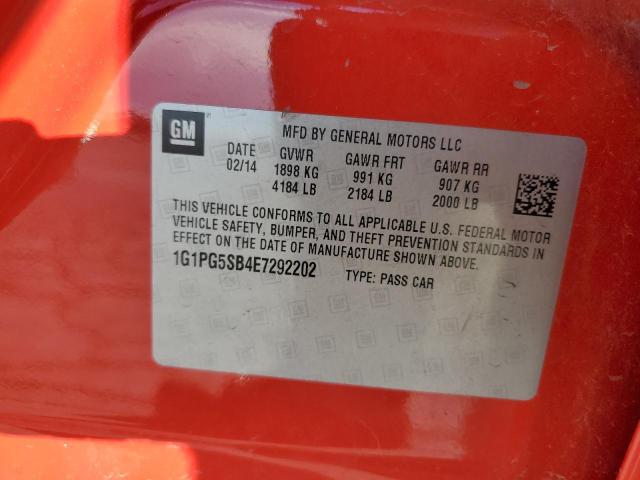 GM
MFD BY GENERAL MOTORS LLC
DATE GVWR GAWR FRT GAWR RR
02/14 1898 KG 991 KG 907 KG
4184 LB 2184 LB 2000 LB
THIS VEHICLE CONFORMS TO ALL APPLICABLE U.S. FEDERAL MOTOR
VEHICLE SAFETY, BUMPER, AND THEFT PREVENTION STANDARDS IN
EFFECT ON THE DATE OF MANUFACTURE SHOWN ABOVE.
1G1PG5SB4E7292202 TYPE: PASS CAR